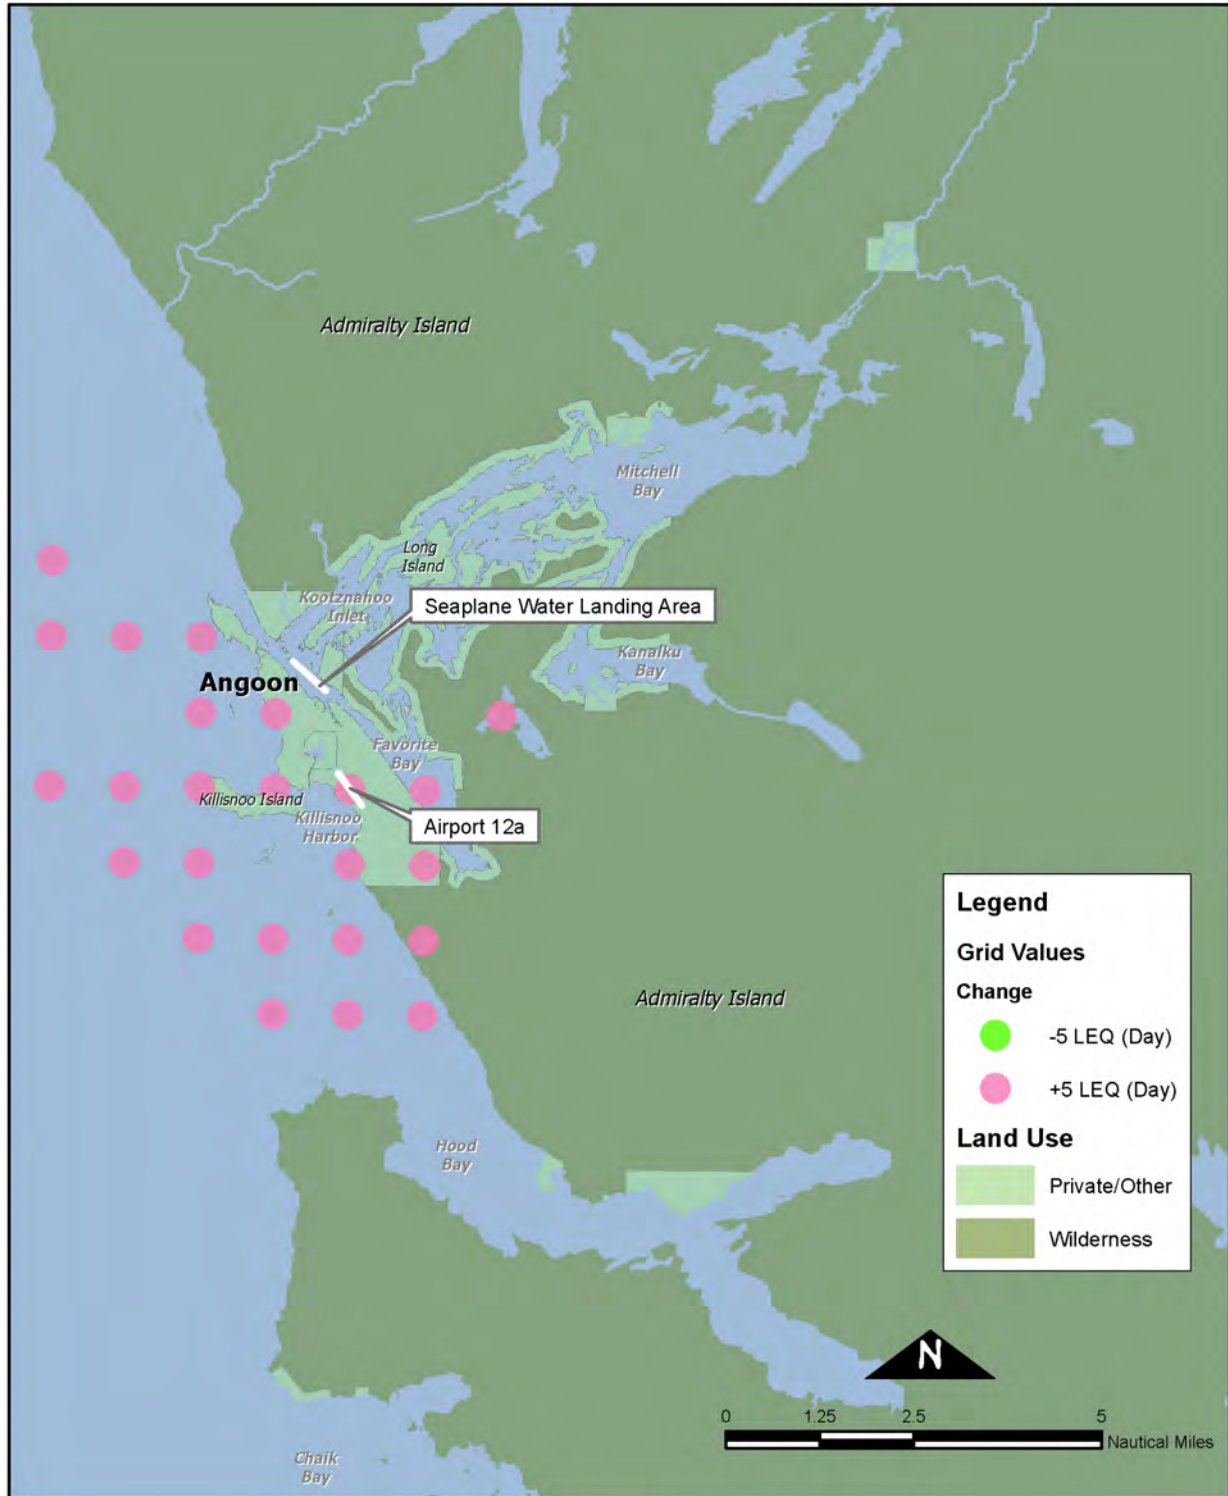 Admiralty Island
Mitchell
Bay
Long
Island
Kootznahoo
Inlet
Seaplane Water Landing Area
Kanalku
Bay
Angoon
Favorite
Bay
Killisnoo Island
Killisnoo
Harbor
Airport 12a
Legend
Grid Values
Change
-5 LEQ (Day)
+5 LEQ (Day)
Land Use
Private/Other
Wilderness
Admiralty Island
Hood
Bay
N
0 1.25 2.5 5
Nautical Miles
Chaik
Bay